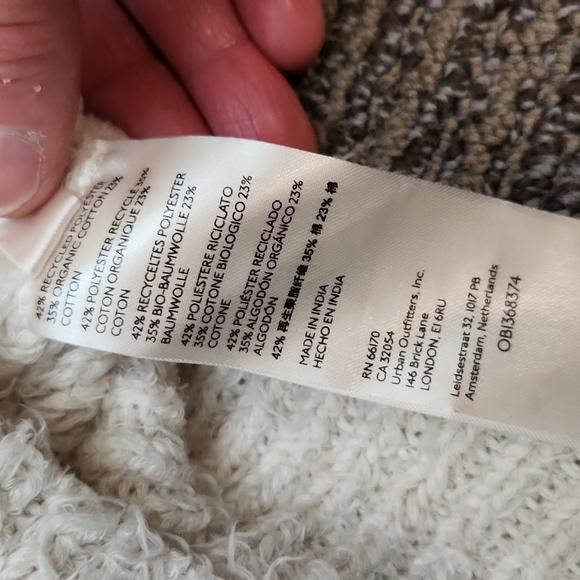 42% RECYCLED POLYESTER
35% ORGANIC COTTON 23%
COTTON
42% POLYESTER RECYCLE 35%
COTON ORGANIQUE 23%
COTON
42% RECYCELTES POLYESTER
35% BIO-BAUMWOLLE 23%
BAUMWOLLE
42% POLIESTERE RICICLATO
35% COTONE BIOLOGICO 23%
COTONE
42% POLIÉSTER RECICLADO
35% ALGODÓN ORGÁNICO 23%
ALGODÓN
42% 再生聚酯纤维 35% 棉 23% 棉
MADE IN INDIA
HECHO EN INDIA
RN 66170
CA 32054
Urban Outfitters, Inc.
146 Brick Lane
LONDON, E1 6RU
Leidsestraat 32, 1017 PB
Amsterdam, Netherlands
OB1368374